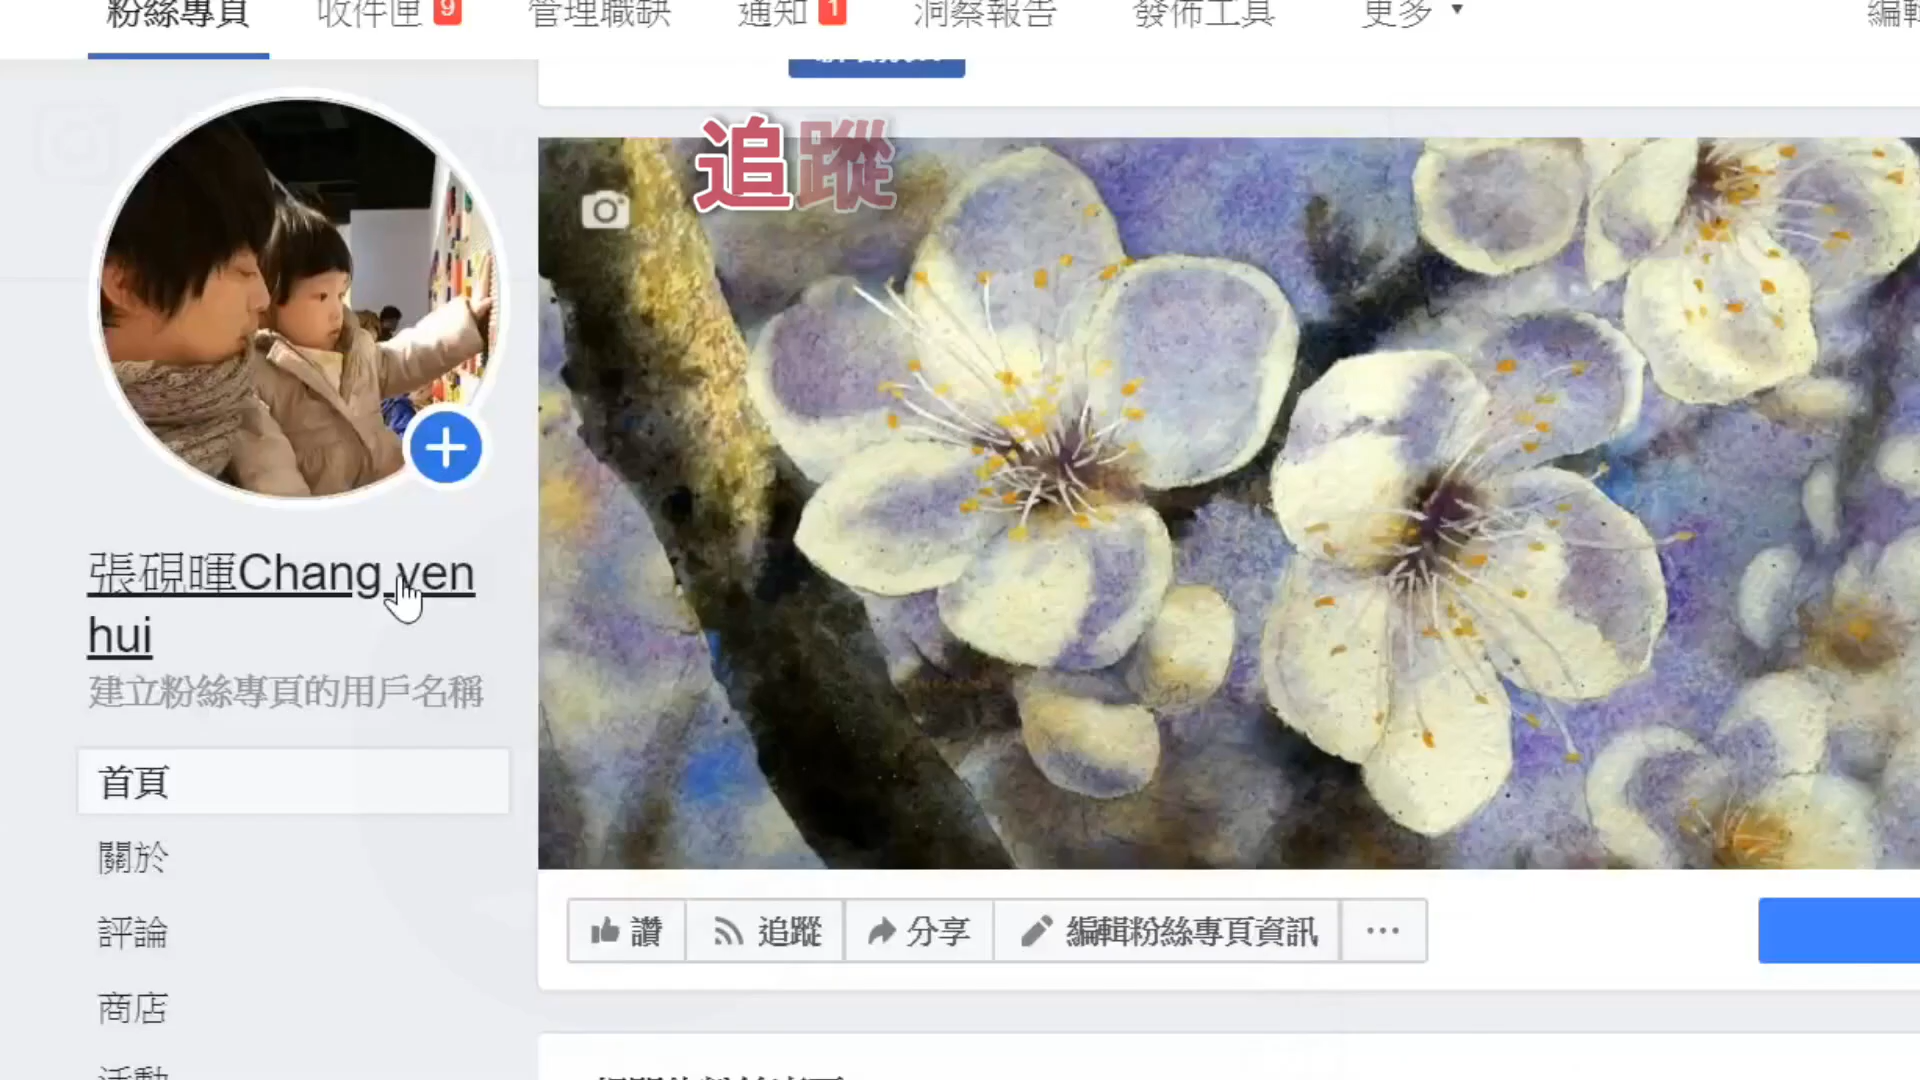 粉絲專頁 收件匣 9 管理職缺 通知 1 洞察報告 發佈工具 更多
追蹤
張硯暉Chang yen
hui
建立粉絲專頁的用戶名稱
首頁
關於
評論
商店
活動
讚 追蹤 分享 編輯粉絲專頁資訊 ...